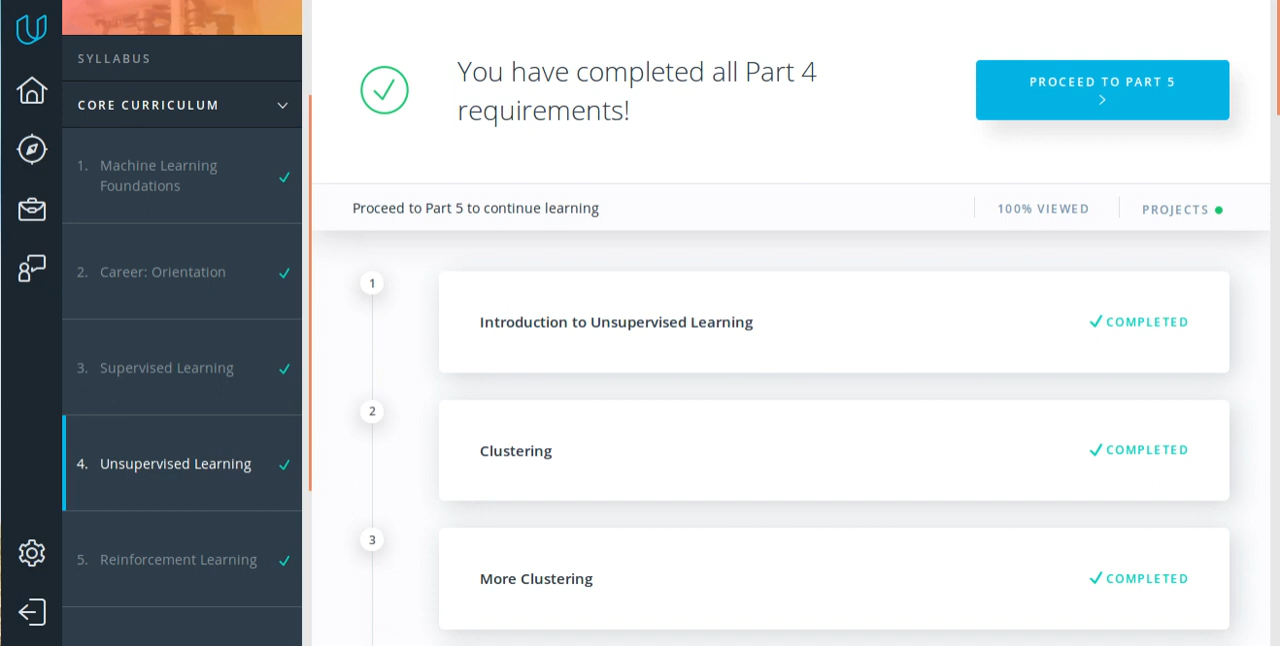 SYLLABUS
CORE CURRICULUM
1. Machine Learning
Foundations
2. Career: Orientation
3. Supervised Learning
4. Unsupervised Learning
5. Reinforcement Learning
You have completed all Part 4
requirements!
PROCEED TO PART 5
Proceed to Part 5 to continue learning
100% VIEWED
PROJECTS
1
Introduction to Unsupervised Learning
COMPLETED
2
Clustering
COMPLETED
3
More Clustering
COMPLETED